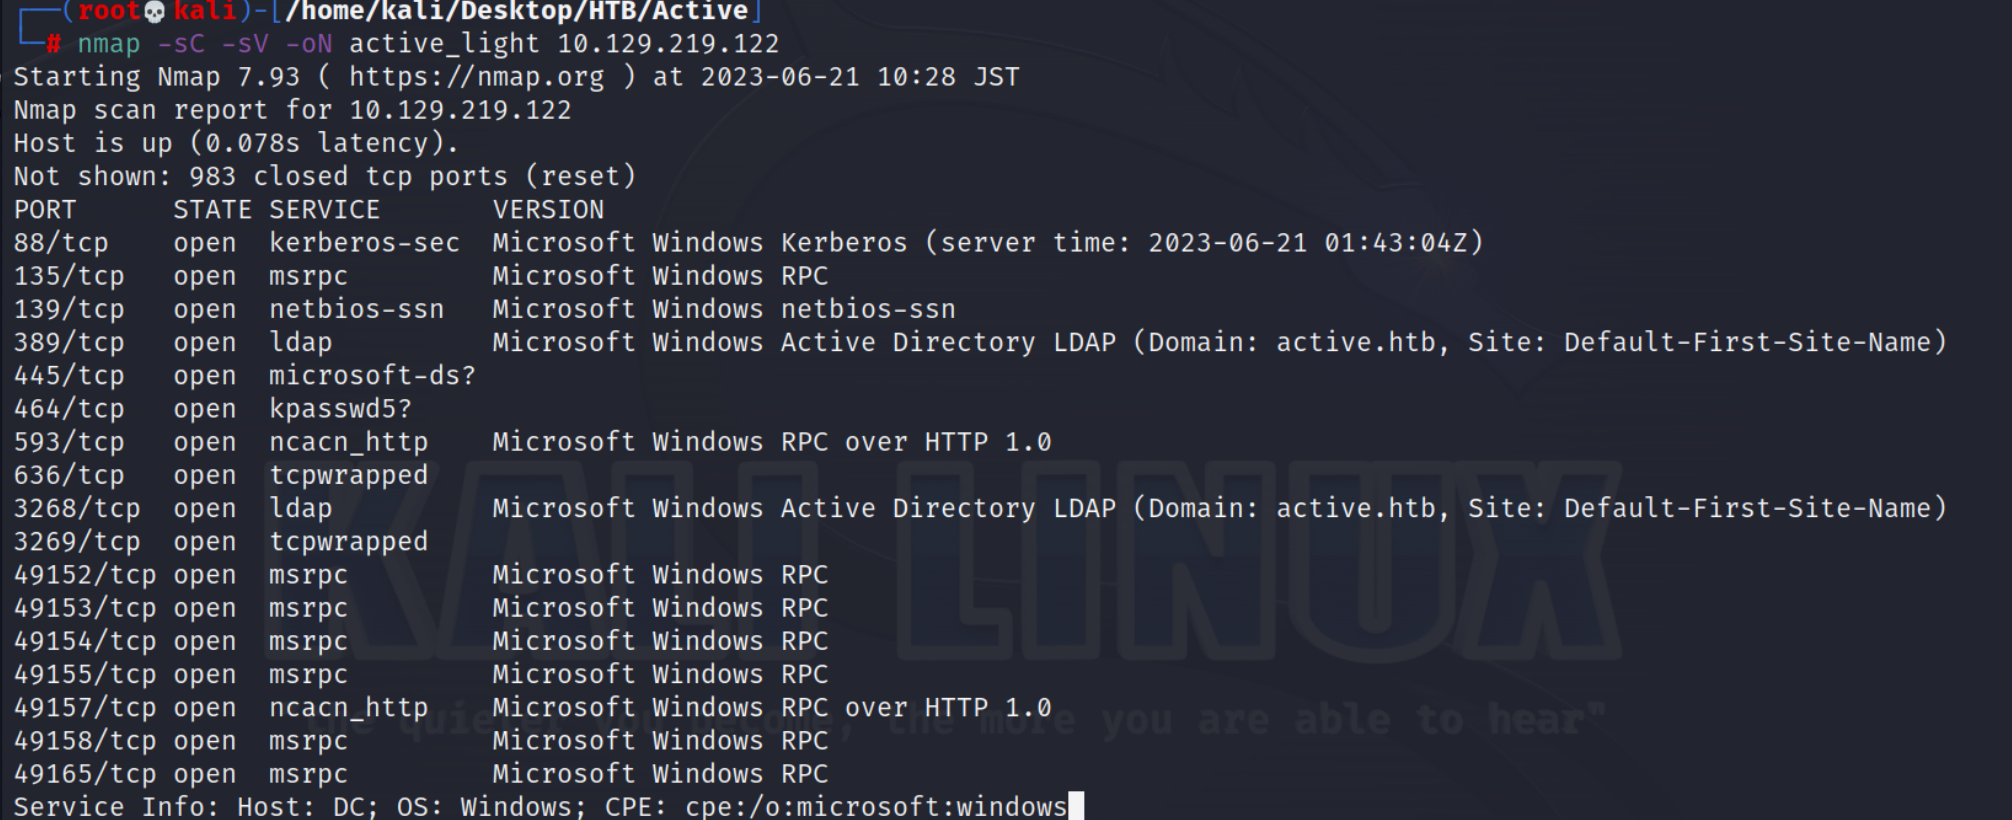 ┌──(root💀kali)-[/home/kali/Desktop/HTB/Active]
└─# nmap -sC -sV -oN active_light 10.129.219.122
Starting Nmap 7.93 ( https://nmap.org ) at 2023-06-21 10:28 JST
Nmap scan report for 10.129.219.122
Host is up (0.078s latency).
Not shown: 983 closed tcp ports (reset)
PORT      STATE SERVICE       VERSION
88/tcp    open  kerberos-sec  Microsoft Windows Kerberos (server time: 2023-06-21 01:43:04Z)
135/tcp   open  msrpc         Microsoft Windows RPC
139/tcp   open  netbios-ssn   Microsoft Windows netbios-ssn
389/tcp   open  ldap          Microsoft Windows Active Directory LDAP (Domain: active.htb, Site: Default-First-Site-Name)
445/tcp   open  microsoft-ds?
464/tcp   open  kpasswd5?
593/tcp   open  ncacn_http    Microsoft Windows RPC over HTTP 1.0
636/tcp   open  tcpwrapped
3268/tcp  open  ldap          Microsoft Windows Active Directory LDAP (Domain: active.htb, Site: Default-First-Site-Name)
3269/tcp  open  tcpwrapped
49152/tcp open  msrpc         Microsoft Windows RPC
49153/tcp open  msrpc         Microsoft Windows RPC
49154/tcp open  msrpc         Microsoft Windows RPC
49155/tcp open  msrpc         Microsoft Windows RPC
49157/tcp open  ncacn_http    Microsoft Windows RPC over HTTP 1.0
49158/tcp open  msrpc         Microsoft Windows RPC
49165/tcp open  msrpc         Microsoft Windows RPC
Service Info: Host: DC; OS: Windows; CPE: cpe:/o:microsoft:windows
KALI LINUX
the more you are able to hear"